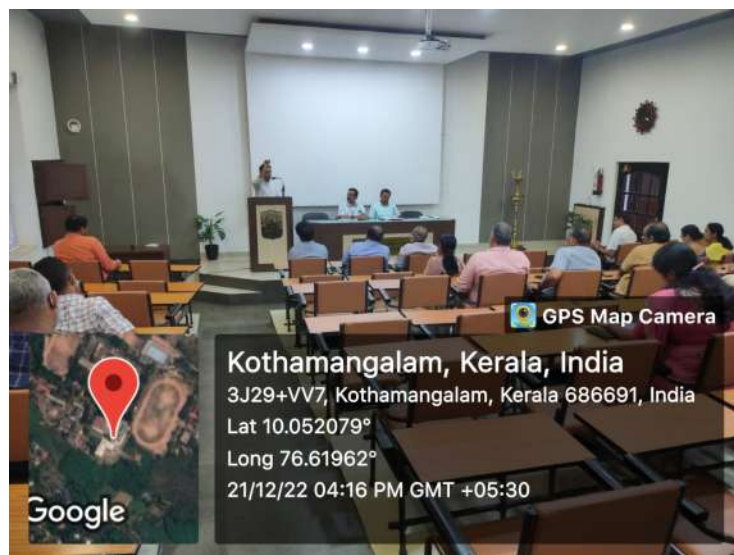 GPS Map Camera
Kothamangalam, Kerala, India
3J29+VV7, Kothamangalam, Kerala 686691, India
Lat 10.052079°
Long 76.61962°
21/12/22 04:16 PM GMT +05:30
Google